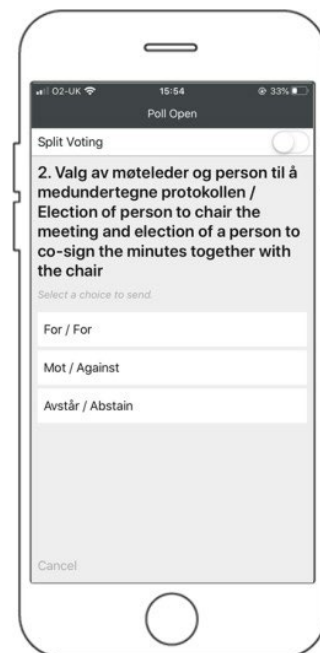 O2-UK 15:54 33%
Poll Open
Split Voting
2. Valg av møteleder og person til å
medundertegne protokollen /
Election of person to chair the
meeting and election of a person to
co-sign the minutes together with
the chair
Select a choice to send.
For / For
Mot / Against
Avstår / Abstain
Cancel